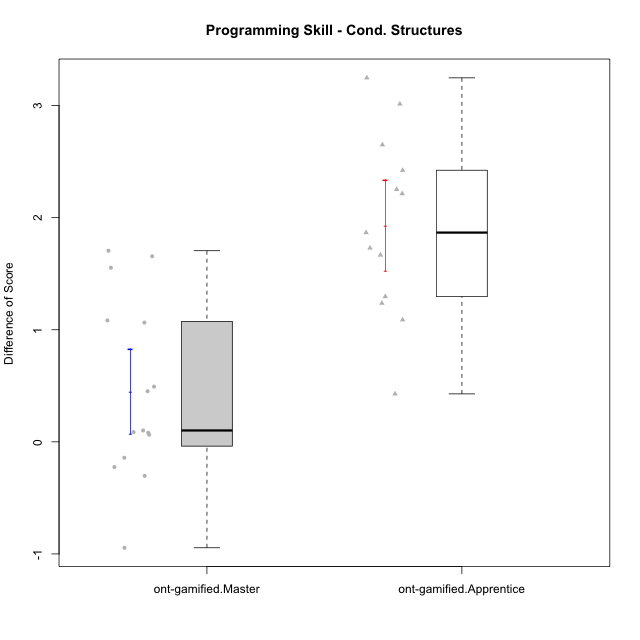 Programming Skill - Cond. Structures
Difference of Score
3
2
1
0
-1
ont-gamified.Master
ont-gamified.Apprentice